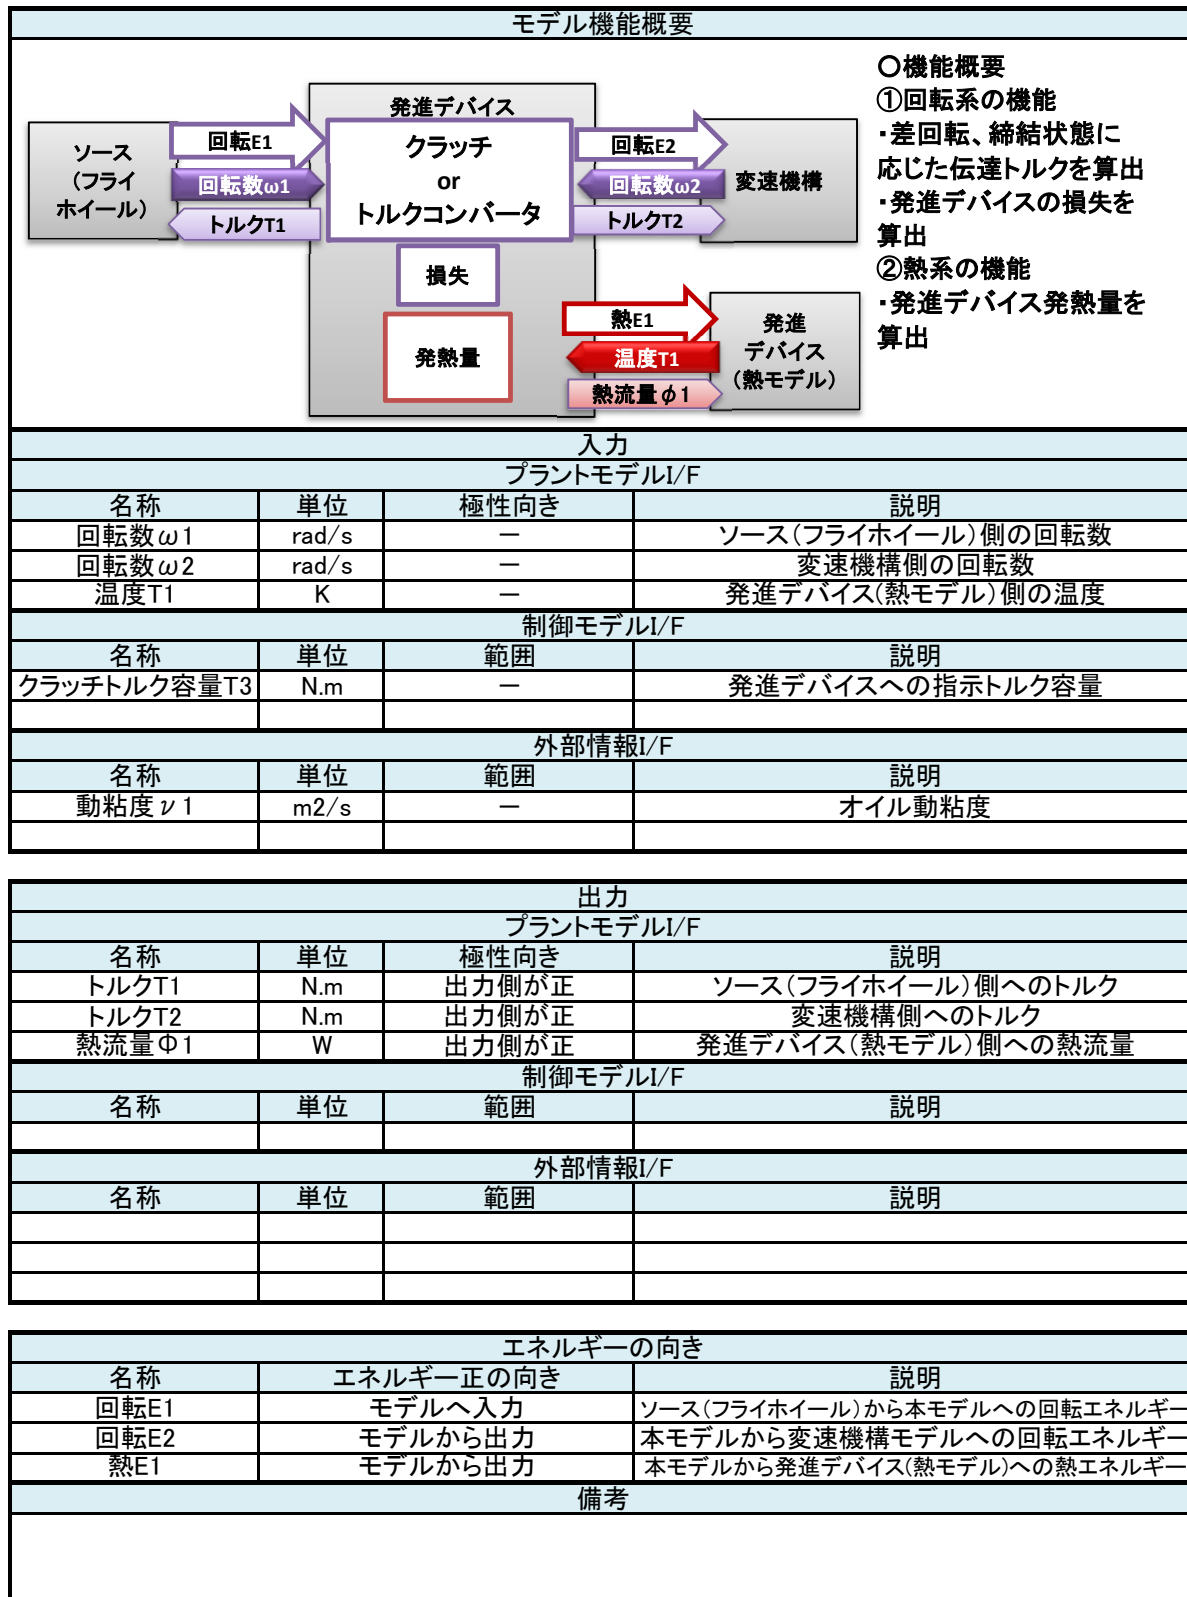 モデル機能概要
発進デバイス
ソース
(フライ
ホイール)
回転E1
回転数ω1
トルクT1
クラッチ
or
トルクコンバータ
回転E2
回転数ω2
トルクT2
変速機構
損失
発熱量
熱E1
温度T1
熱流量φ1
発進
デバイス
(熱モデル)
〇機能概要
①回転系の機能
・差回転、締結状態に
応じた伝達トルクを算出
・発進デバイスの損失を
算出
②熱系の機能
・発進デバイス発熱量を
算出
入力
プラントモデルI/F
名称 単位 極性向き 説明
回転数ω1 rad/s － ソース(フライホイール)側の回転数
回転数ω2 rad/s － 変速機構側の回転数
温度T1 K － 発進デバイス(熱モデル)側の温度
制御モデルI/F
名称 単位 範囲 説明
クラッチトルク容量T3 N.m － 発進デバイスへの指示トルク容量
外部情報I/F
名称 単位 範囲 説明
動粘度ν1 m2/s － オイル動粘度
出力
プラントモデルI/F
名称 単位 極性向き 説明
トルクT1 N.m 出力側が正 ソース(フライホイール)側へのトルク
トルクT2 N.m 出力側が正 変速機構側へのトルク
熱流量Φ1 W 出力側が正 発進デバイス(熱モデル)側への熱流量
制御モデルI/F
名称 単位 範囲 説明
外部情報I/F
名称 単位 範囲 説明
エネルギーの向き
名称 エネルギー正の向き 説明
回転E1 モデルへ入力 ソース(フライホイール)から本モデルへの回転エネルギー
回転E2 モデルから出力 本モデルから変速機構モデルへの回転エネルギー
熱E1 モデルから出力 本モデルから発進デバイス(熱モデル)への熱エネルギー
備考